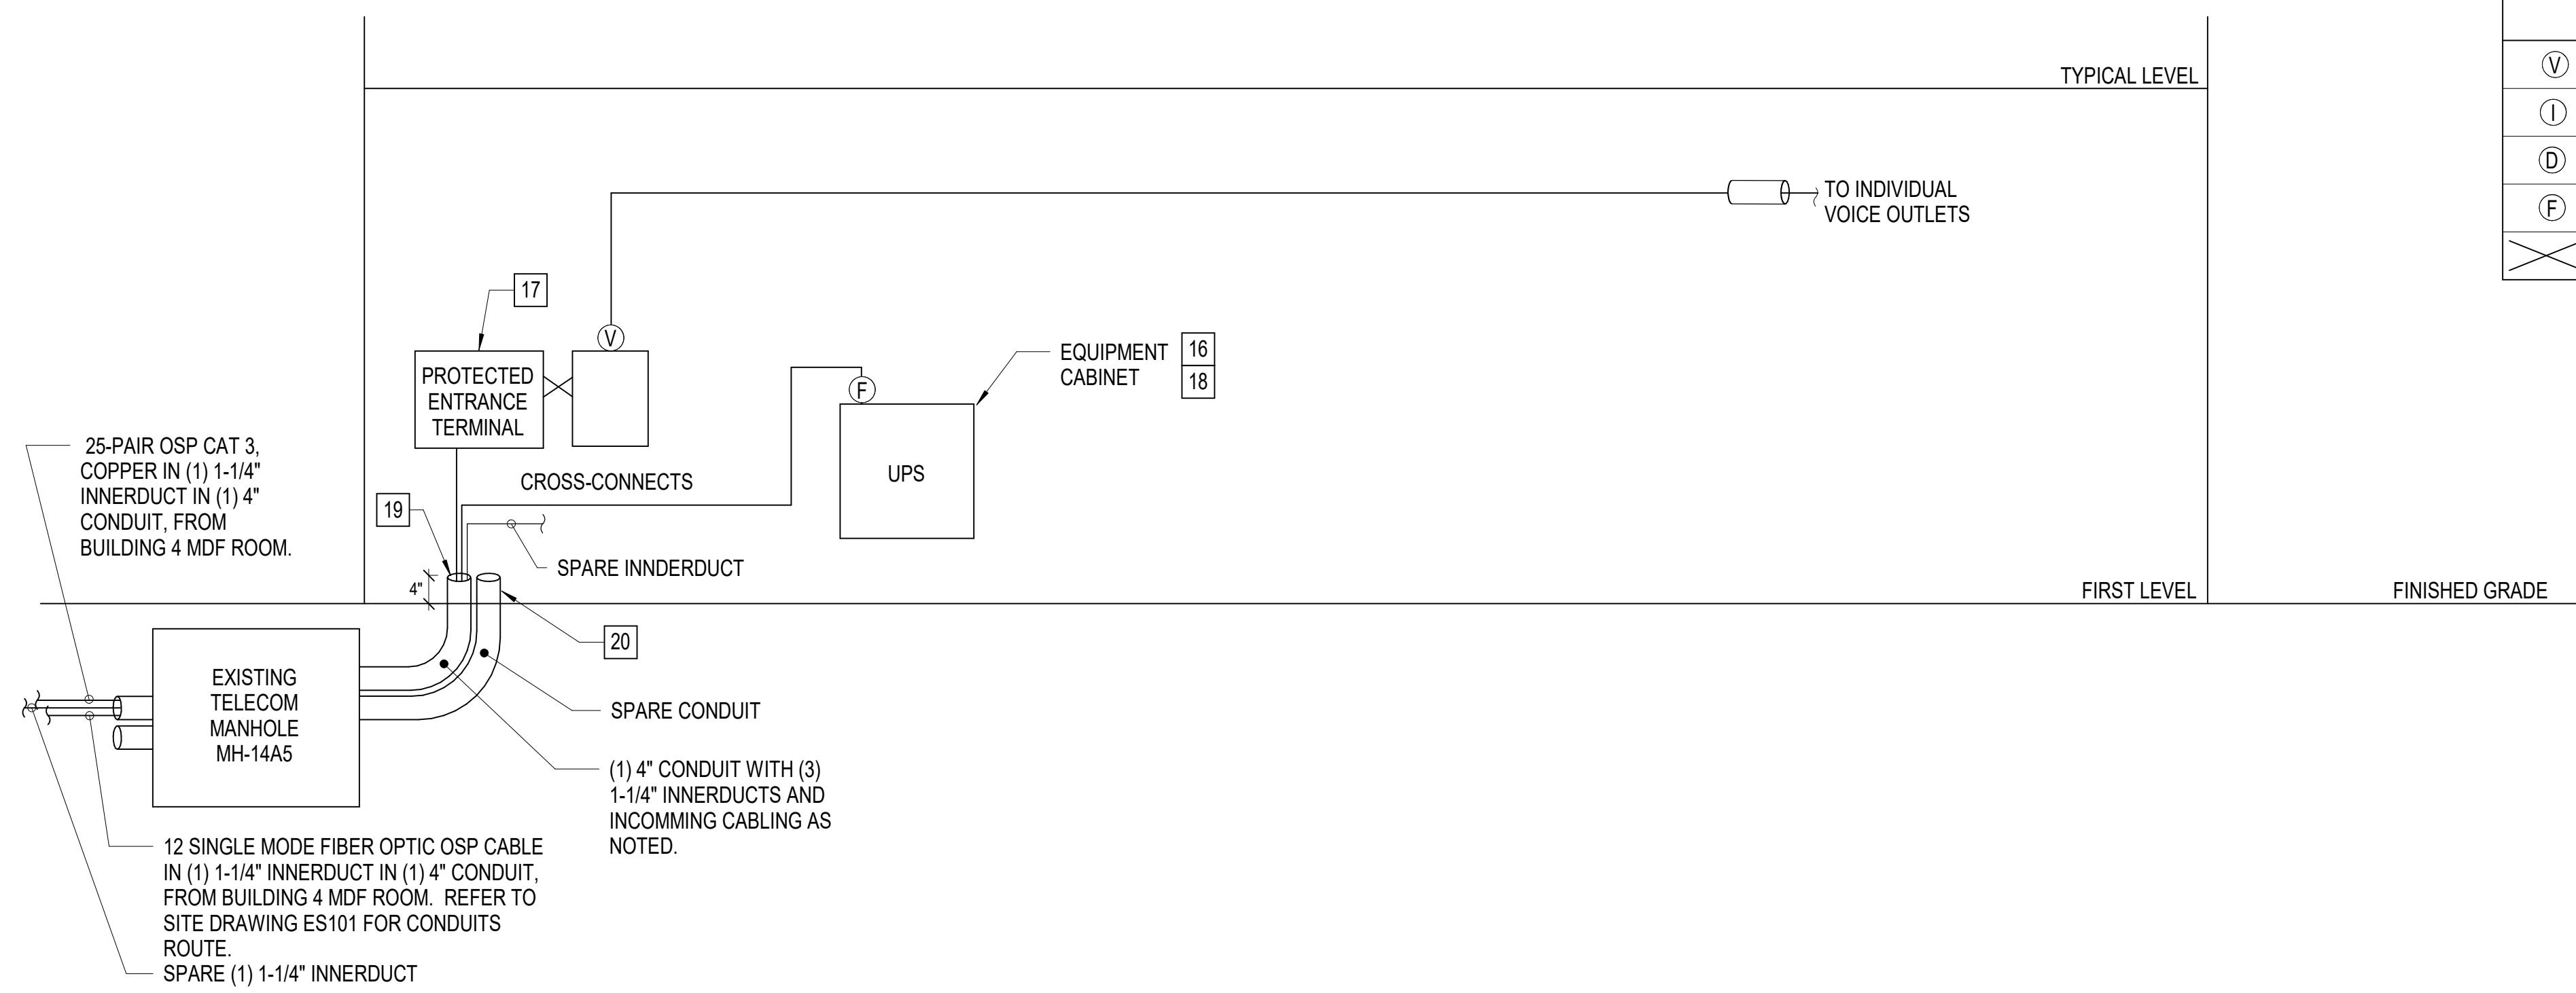 TYPICAL LEVEL
V
I
D
F
TO INDIVIDUAL
VOICE OUTLETS
17
V
PROTECTED
ENTRANCE
TERMINAL
EQUIPMENT
CABINET
16
18
F
UPS
25-PAIR OSP CAT 3,
COPPER IN (1) 1-1/4"
INNERDUCT IN (1) 4"
CONDUIT, FROM
BUILDING 4 MDF ROOM.
CROSS-CONNECTS
19
SPARE INNDERDUCT
4"
FIRST LEVEL
FINISHED GRADE
20
EXISTING
TELECOM
MANHOLE
MH-14A5
SPARE CONDUIT
(1) 4" CONDUIT WITH (3)
1-1/4" INNERDUCTS AND
INCOMMING CABLING AS
NOTED.
12 SINGLE MODE FIBER OPTIC OSP CABLE
IN (1) 1-1/4" INNERDUCT IN (1) 4" CONDUIT,
FROM BUILDING 4 MDF ROOM.  REFER TO
SITE DRAWING ES101 FOR CONDUITS
ROUTE.
SPARE (1) 1-1/4" INNERDUCT